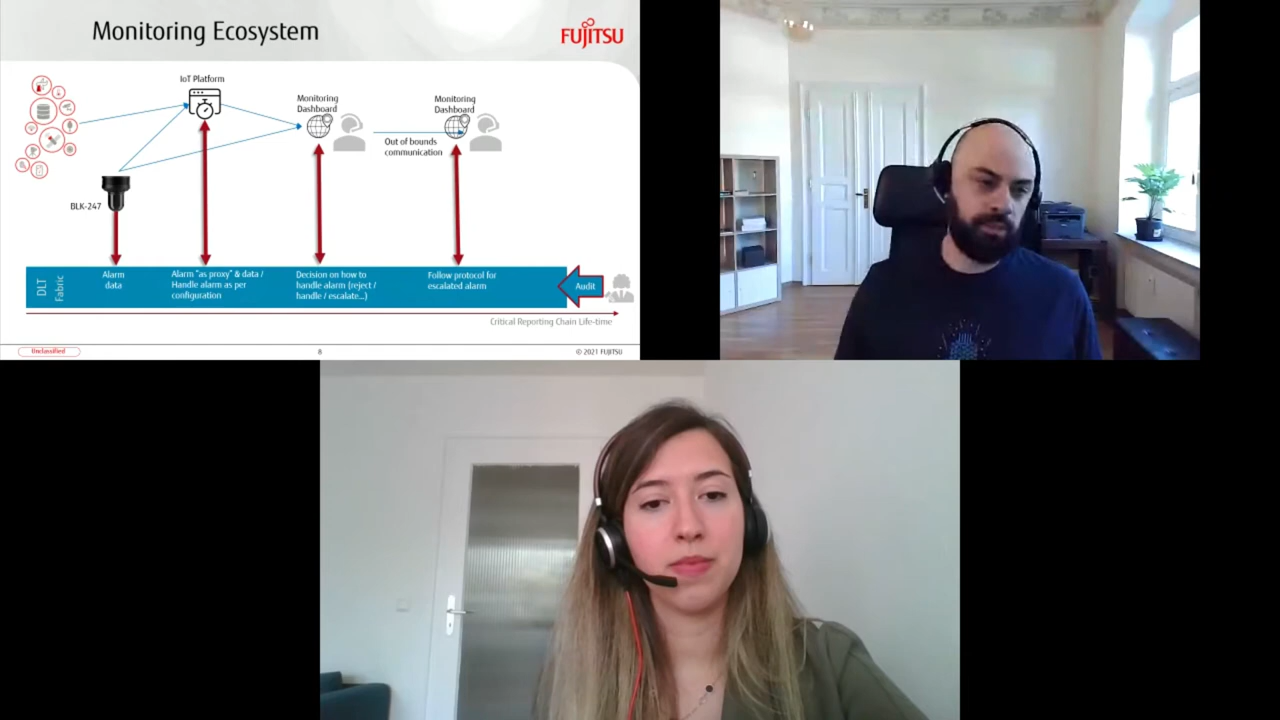 Monitoring Ecosystem
FUJITSU
IoT Platform
Monitoring
Dashboard
Monitoring
Dashboard
Out of bounds
communication
BLK-247
DLT
Fabric
Alarm
data
Alarm "as proxy" & data /
Handle alarm as per
configuration
Decision on how to
handle alarm (reject /
handle / escalate...)
Follow protocol for
escalated alarm
Audit
Critical Reporting Chain Life-time
Unclassified
8
© 2021 FUJITSU